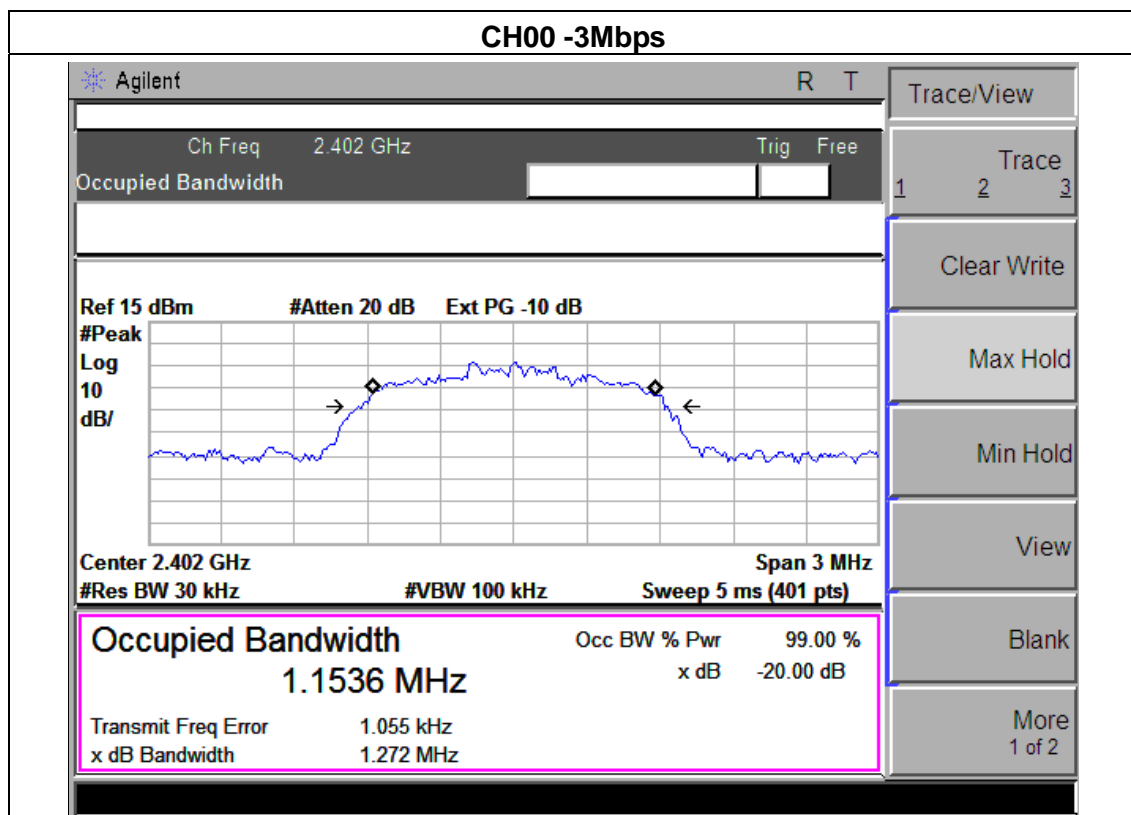 CH00 -3Mbps
Agilent R T
Ch Freq 2.402 GHz Trig Free
Occupied Bandwidth
Ref 15 dBm #Atten 20 dB Ext PG -10 dB
#Peak
Log
10
dB/
Center 2.402 GHz Span 3 MHz
#Res BW 30 kHz #VBW 100 kHz Sweep 5 ms (401 pts)
Occupied Bandwidth Occ BW % Pwr 99.00 %
1.1536 MHz x dB -20.00 dB
Transmit Freq Error 1.055 kHz
x dB Bandwidth 1.272 MHz
Trace/View
Trace
1 2 3
Clear Write
Max Hold
Min Hold
View
Blank
More
1 of 2